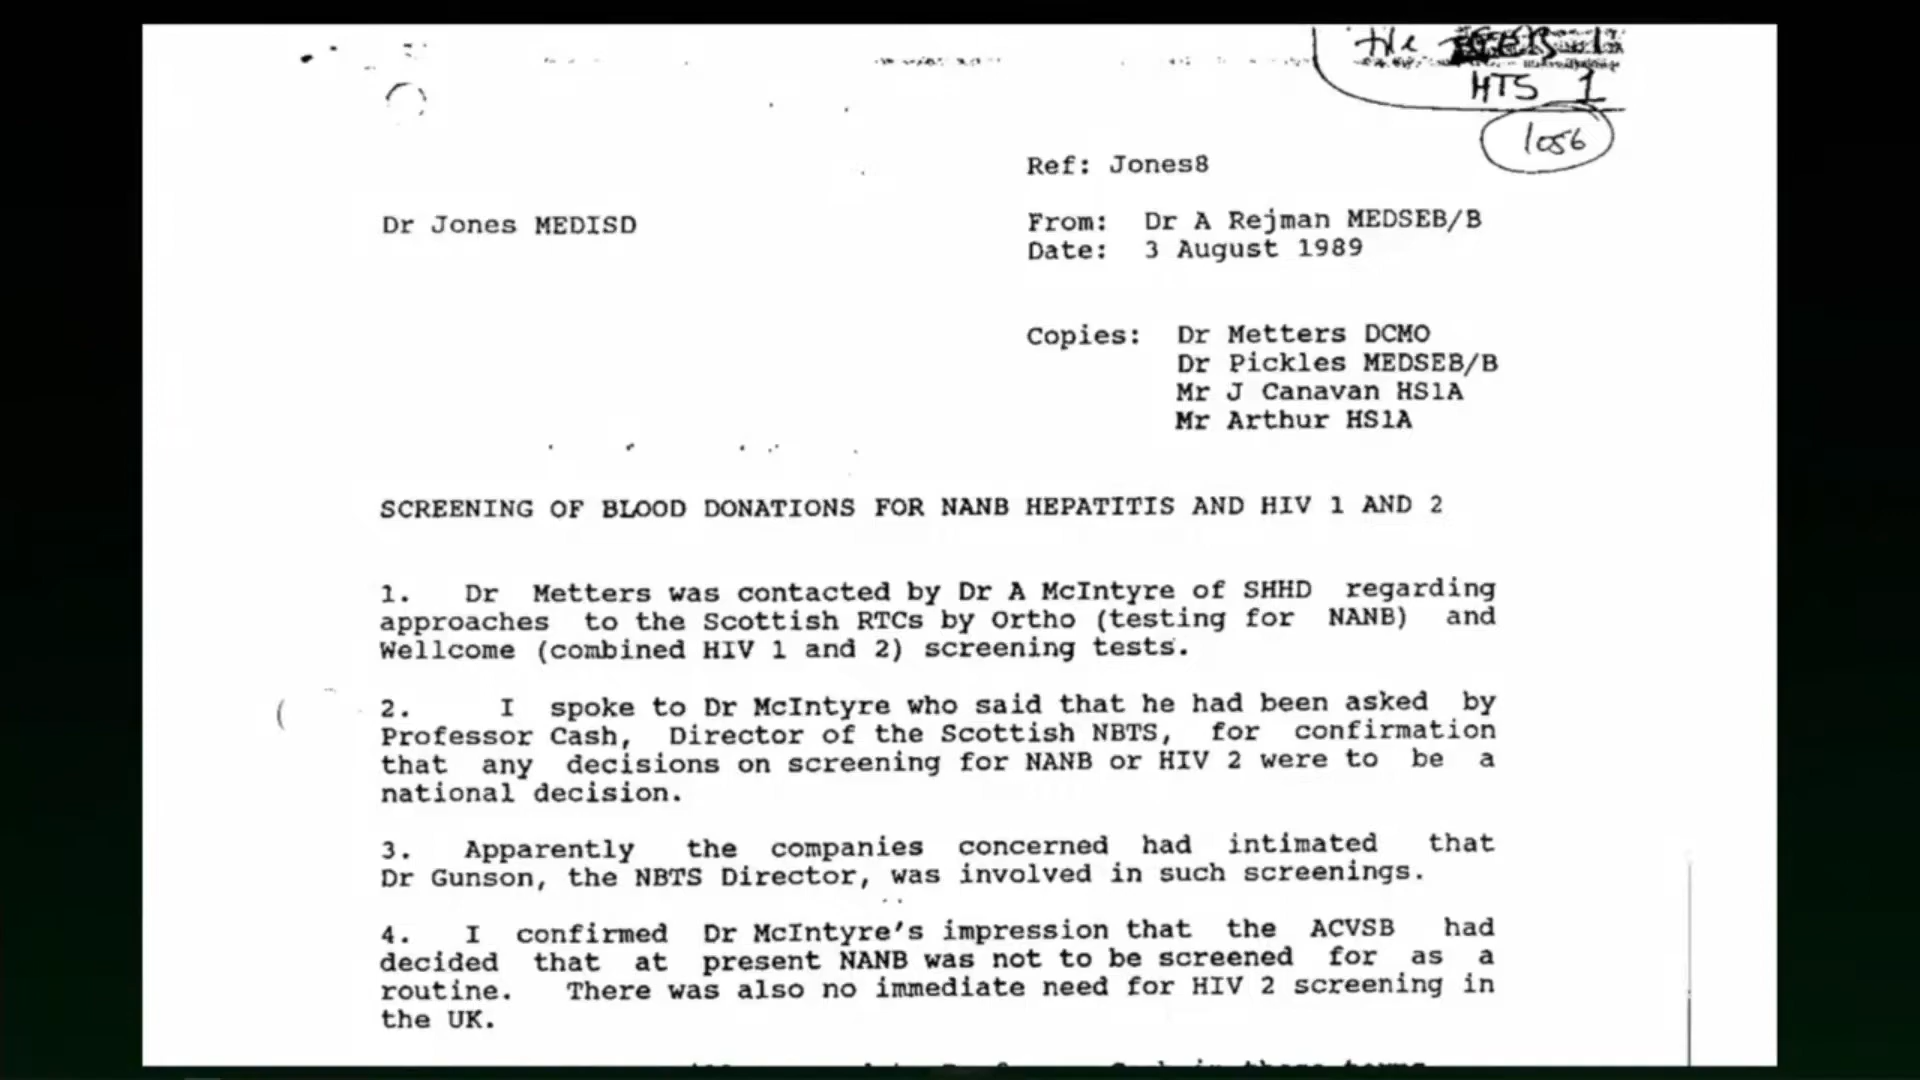 file
HTS 1
1056
Ref: Jones8
Dr Jones MEDISD
From: Dr A Rejman MEDSEB/B
Date: 3 August 1989
Copies: Dr Metters DCMO
Dr Pickles MEDSEB/B
Mr J Canavan HS1A
Mr Arthur HS1A
SCREENING OF BLOOD DONATIONS FOR NANB HEPATITIS AND HIV 1 AND 2
1. Dr Metters was contacted by Dr A McIntyre of SHHD regarding
approaches to the Scottish RTCs by Ortho (testing for NANB) and
Wellcome (combined HIV 1 and 2) screening tests.
2. I spoke to Dr McIntyre who said that he had been asked by
Professor Cash, Director of the Scottish NBTS, for confirmation
that any decisions on screening for NANB or HIV 2 were to be a
national decision.
3. Apparently the companies concerned had intimated that
Dr Gunson, the NBTS Director, was involved in such screenings.
4. I confirmed Dr McIntyre's impression that the ACVSB had
decided that at present NANB was not to be screened for as a
routine. There was also no immediate need for HIV 2 screening in
the UK.